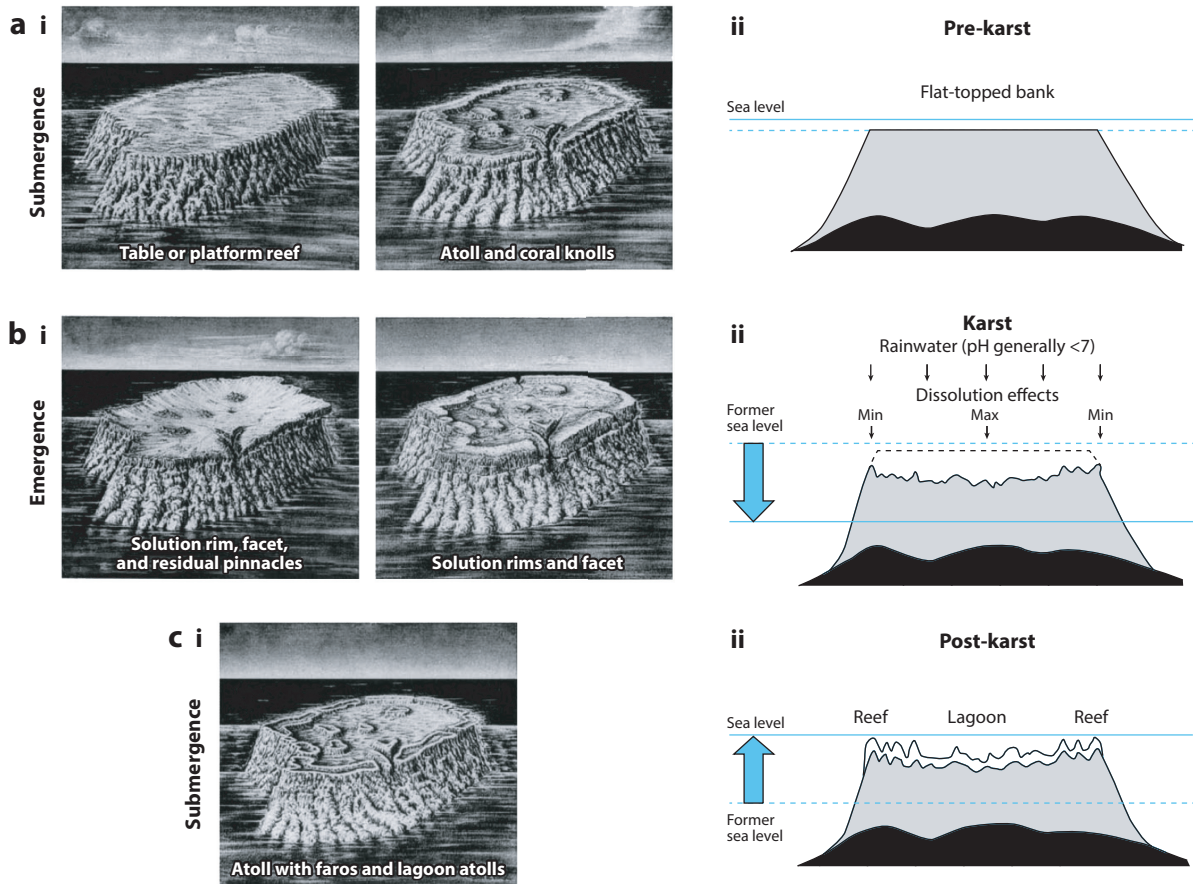 a i
Submergence
Table or platform reef
Atoll and coral knolls
ii
Pre-karst
Flat-topped bank
Sea level
b i
Emergence
Solution rim, facet,
and residual pinnacles
Solution rims and facet
ii
Karst
Rainwater (pH generally <7)
Dissolution effects
Former
sea level
Min
Max
Min
c i
Submergence
Atoll with faros and lagoon atolls
ii
Post-karst
Sea level
Reef
Lagoon
Reef
Former
sea level